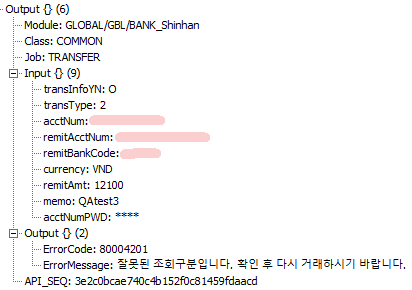 Output {} (6)
Module: GLOBAL/GBL/BANK_Shinhan
Class: COMMON
Job: TRANSFER
Input {} (9)
transInfoYN: O
transType: 2
acctNum:
remitAcctNum:
remitBankCode:
currency: VND
remitAmt: 12100
memo: QAtest3
acctNumPWD: ****
Output {} (2)
ErrorCode: 80004201
ErrorMessage: 잘못된 조회구분입니다. 확인 후 다시 거래하시기 바랍니다.
API_SEQ: 3e2c0bcae740c4b152f0c81459fdaacd